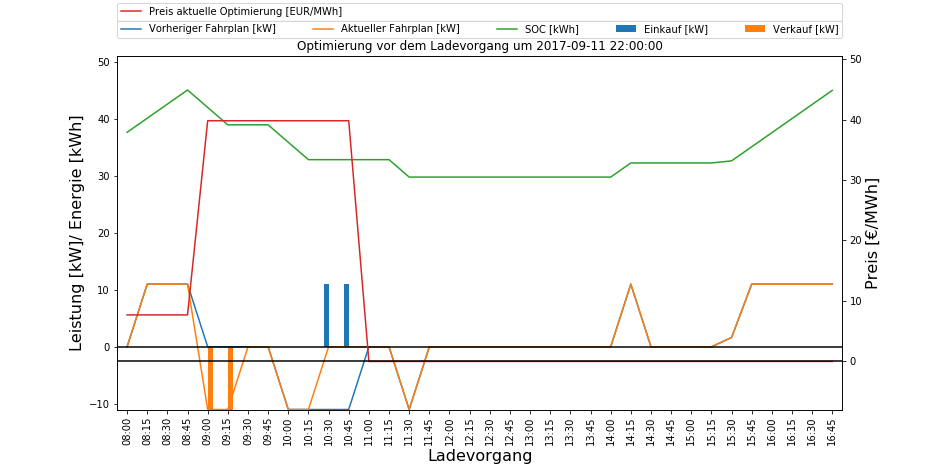 Preis aktuelle Optimierung [EUR/MWh]
Vorheriger Fahrplan [kW] Aktueller Fahrplan [kW] SOC [kWh] Einkauf [kW] Verkauf [kW]
Optimierung vor dem Ladevorgang um 2017-09-11 22:00:00
Leistung [kW]/ Energie [kWh]
50
40
30
20
10
0
−10
Preis [€/MWh]
50
40
30
20
10
0
08:00 08:15 08:30 08:45 09:00 09:15 09:30 09:45 10:00 10:15 10:30 10:45 11:00 11:15 11:30 11:45 12:00 12:15 12:30 12:45 13:00 13:15 13:30 13:45 14:00 14:15 14:30 14:45 15:00 15:15 15:30 15:45 16:00 16:15 16:30 16:45
Ladevorgang